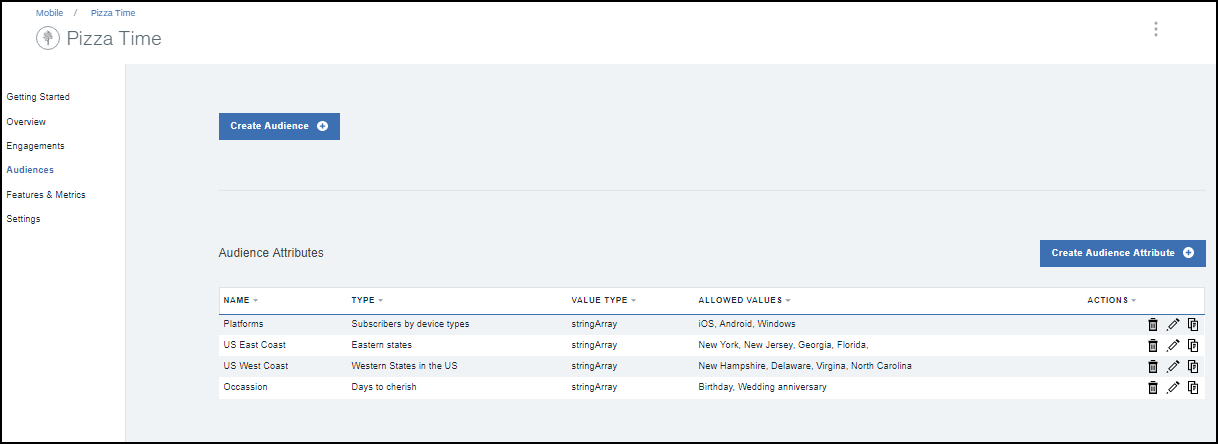 Mobile / Pizza Time
Pizza Time
Getting Started
Overview
Engagements
Audiences
Features & Metrics
Settings
Create Audience
Audience Attributes
Create Audience Attribute
NAME TYPE VALUE TYPE ALLOWED VALUES ACTIONS
Platforms Subscribers by device types stringArray iOS, Android, Windows
US East Coast Eastern states stringArray New York, New Jersey, Georgia, Florida,
US West Coast Western States in the US stringArray New Hampshire, Delaware, Virgina, North Carolina
Occassion Days to cherish stringArray Birthday, Wedding anniversary